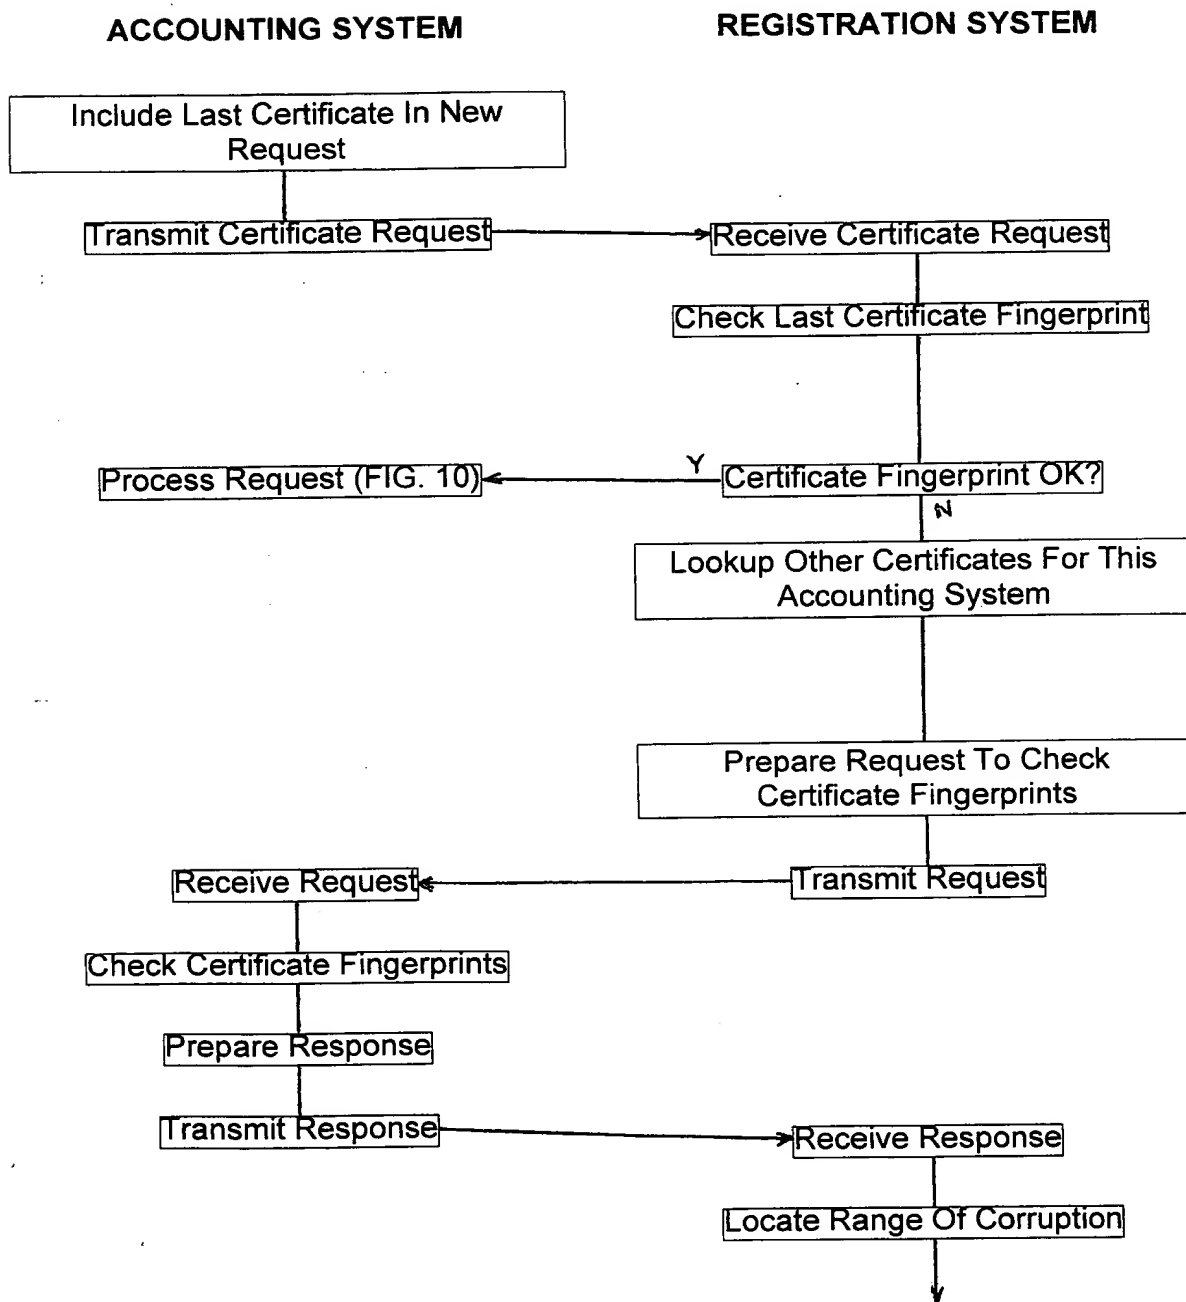 ACCOUNTING SYSTEM
REGISTRATION SYSTEM
Include Last Certificate In New
Request
Transmit Certificate Request
Receive Certificate Request
Check Last Certificate Fingerprint
Process Request (FIG. 10)
Y
Certificate Fingerprint OK?
N
Lookup Other Certificates For This
Accounting System
Prepare Request To Check
Certificate Fingerprints
Receive Request
Transmit Request
Check Certificate Fingerprints
Prepare Response
Transmit Response
Receive Response
Locate Range Of Corruption